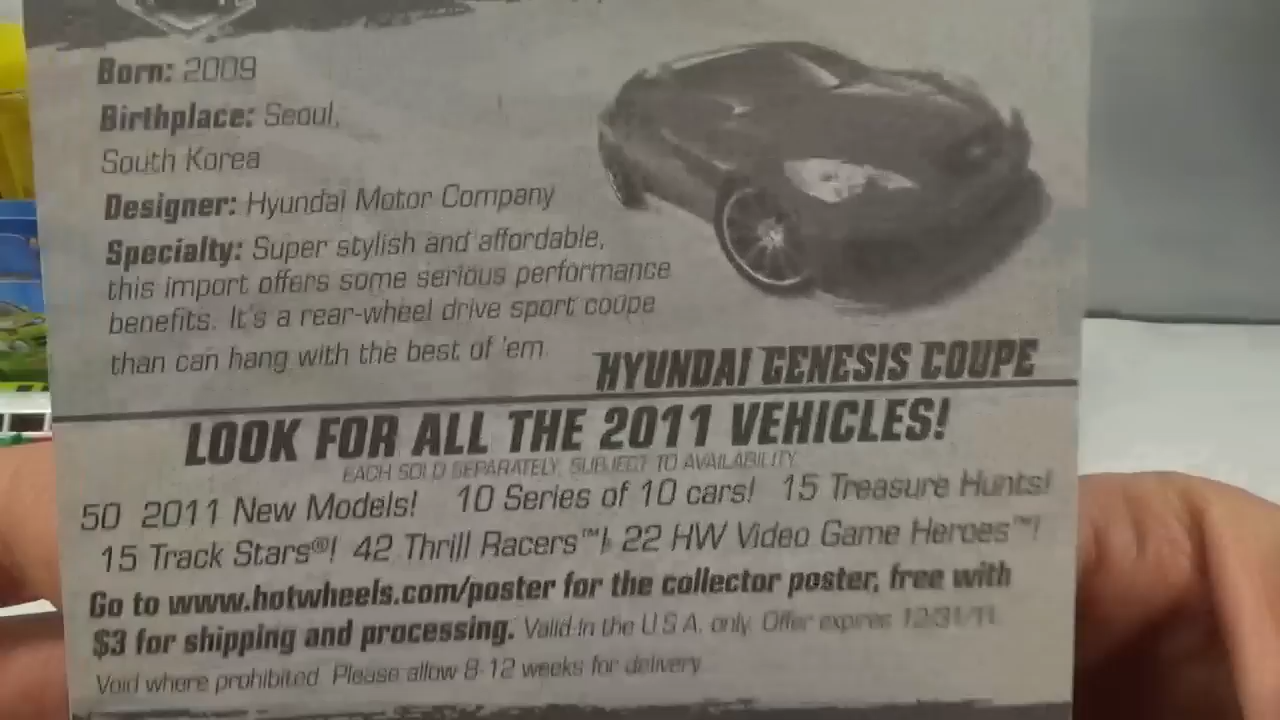 Born: 2009
Birthplace: Seoul,
South Korea
Designer: Hyundai Motor Company
Specialty: Super stylish and affordable,
this import offers some serious performance
benefits. It's a rear-wheel drive sport coupe
than can hang with the best of 'em.
HYUNDAI GENESIS COUPE
LOOK FOR ALL THE 2011 VEHICLES!
EACH SOLD SEPARATELY, SUBJECT TO AVAILABILITY.
50 2011 New Models! 10 Series of 10 cars! 15 Treasure Hunts!
15 Track Stars®! 42 Thrill Racers™! 22 HW Video Game Heroes™!
Go to www.hotwheels.com/poster for the collector poster, free with
$3 for shipping and processing. Valid in the U.S.A. only. Offer expires 12/31/11.
Void where prohibited. Please allow 8-12 weeks for delivery.